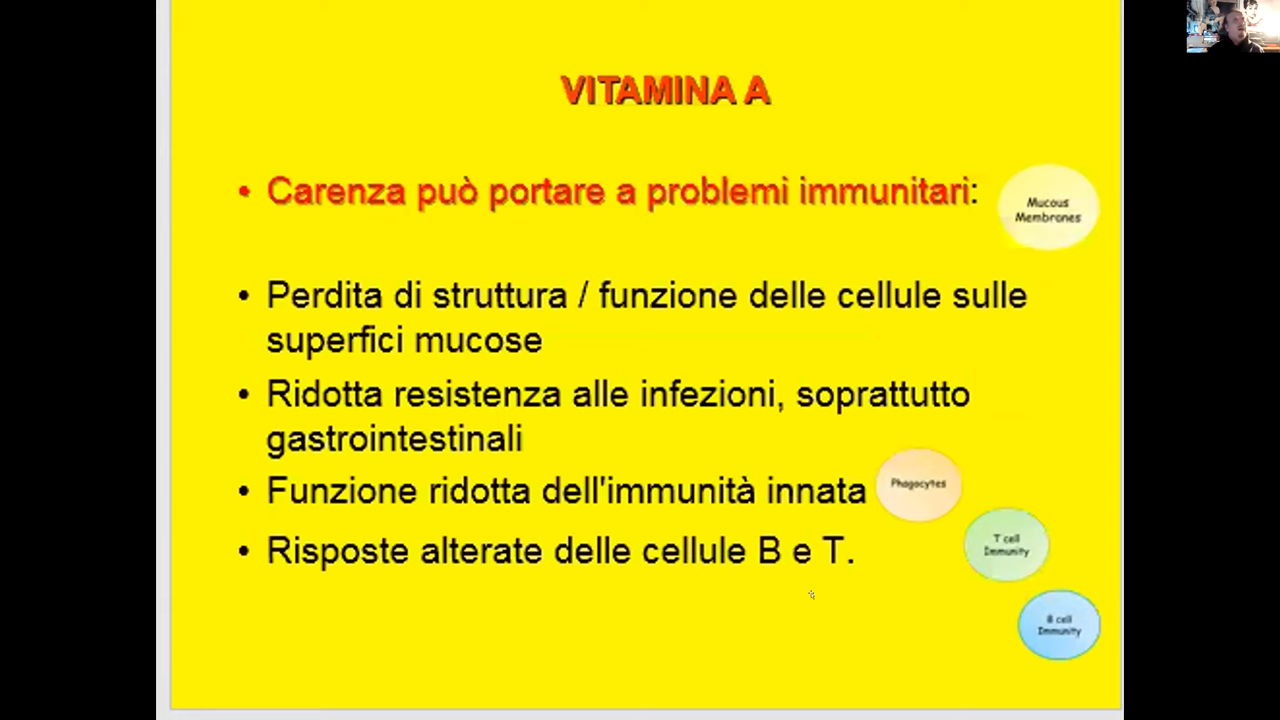 VITAMINA A
• Carenza può portare a problemi immunitari:
Mucous
Membranes
• Perdita di struttura / funzione delle cellule sulle
superfici mucose
• Ridotta resistenza alle infezioni, soprattutto
gastrointestinali
• Funzione ridotta dell'immunità innata
Phagocytes
• Risposte alterate delle cellule B e T.
T cell
Immunity
B cell
Immunity